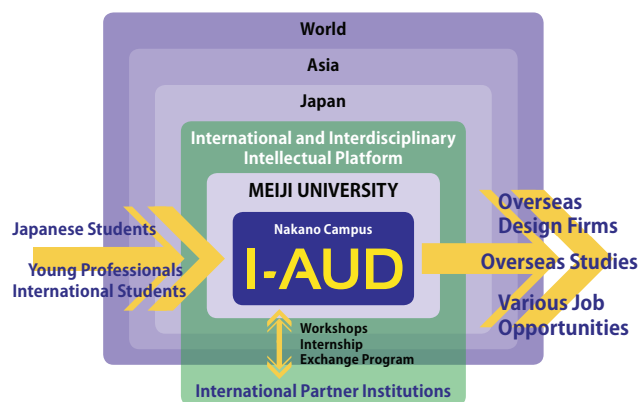 World
Asia
Japan
International and Interdisciplinary
Intellectual Platform
MEIJI UNIVERSITY
Nakano Campus
I-AUD
Japanese Students
Young Professionals
International Students
Overseas
Design Firms
Overseas Studies
Various Job
Opportunities
Workshops
Internship
Exchange Program
International Partner Institutions